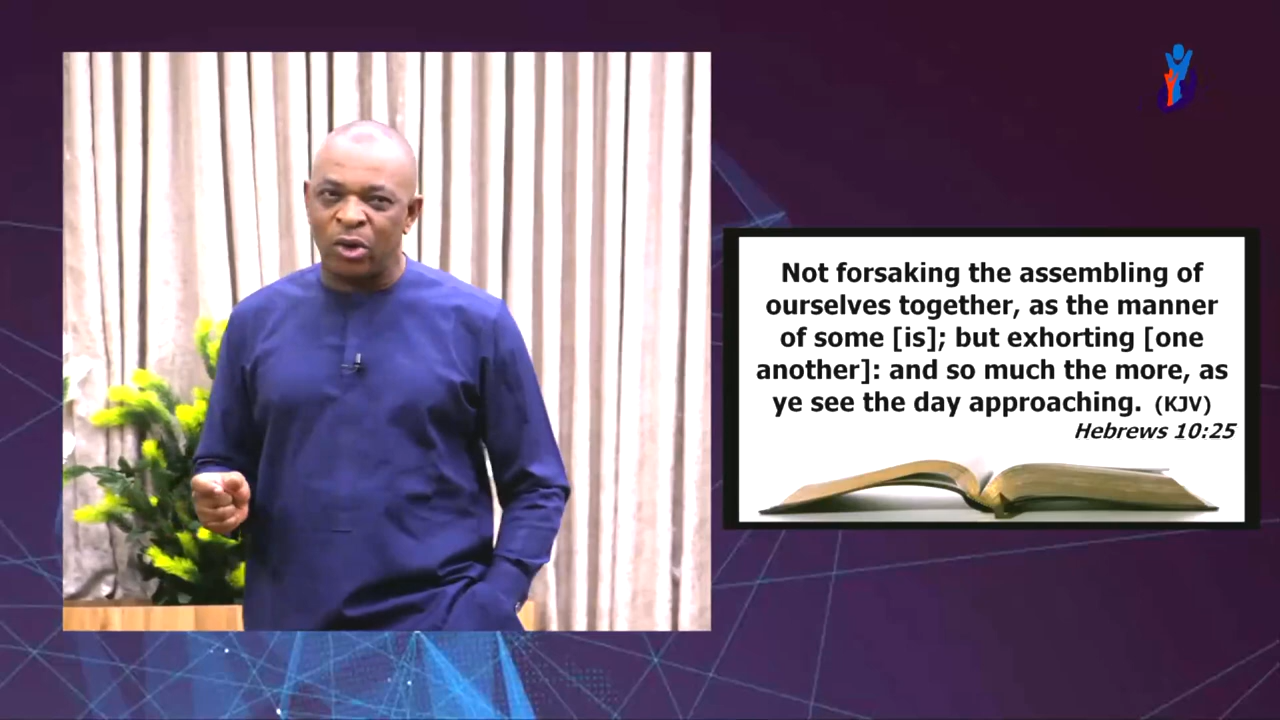 Not forsaking the assembling of
ourselves together, as the manner
of some [is]; but exhorting [one
another]: and so much the more, as
ye see the day approaching. (KJV)
Hebrews 10:25